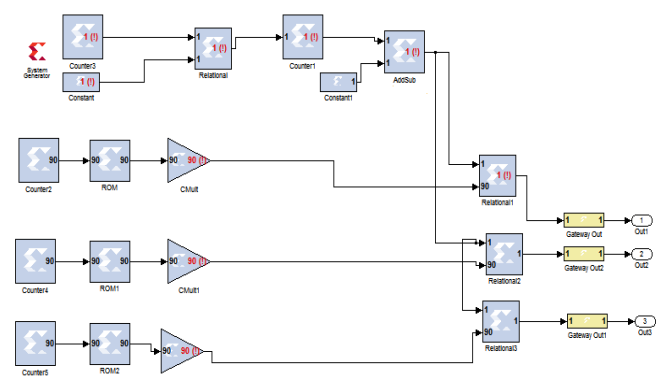 1 (!)
1
1 (!)
1
1 (!)
1
1
1 (!)
System
Generator
Counter3
Relational
Counter1
AddSub
1 (!)
1
Constant
Constant1
90
90
90
90
90 (!)
1
1 (!)
90
Counter2
ROM
CMult
Relational1
1
1
1
Gateway Out
Out1
90
90
90
90
90 (!)
1
1
90
1
1
2
Counter4
ROM1
CMult1
Relational2
Gateway Out2
Out2
90
90
90
90
90 (!)
1
1
90
1
1
3
Counter5
ROM2
Relational3
Gateway Out1
Out3